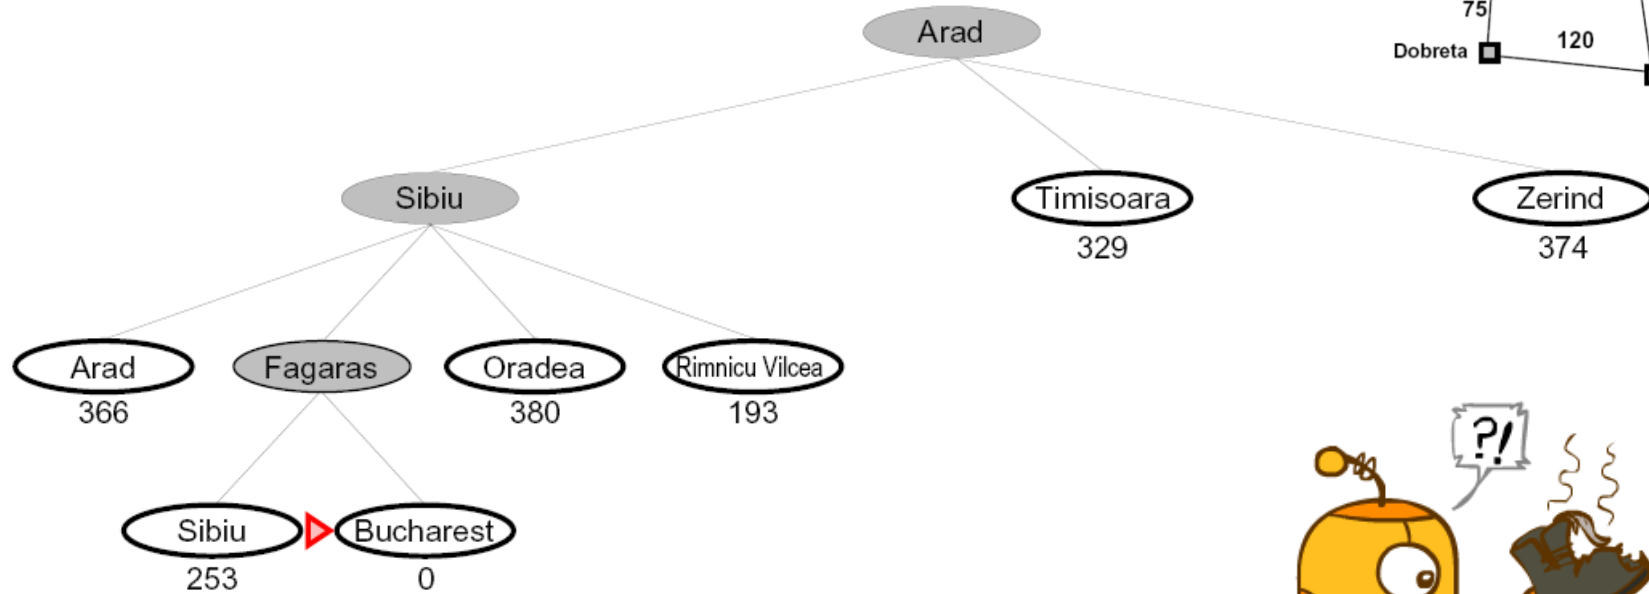 Arad
75
Dobreta
120
Sibiu
Timisoara
Zerind
329
374
Arad
Fagaras
Oradea
Rimnicu Vilcea
366
380
193
?!
Sibiu
Bucharest
253
0